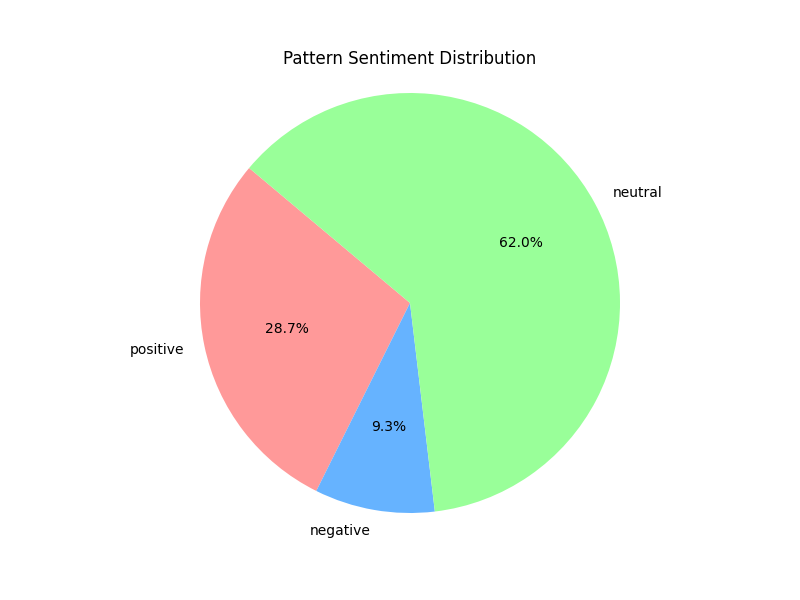 Pattern Sentiment Distribution
neutral
62.0%
28.7%
positive
9.3%
negative